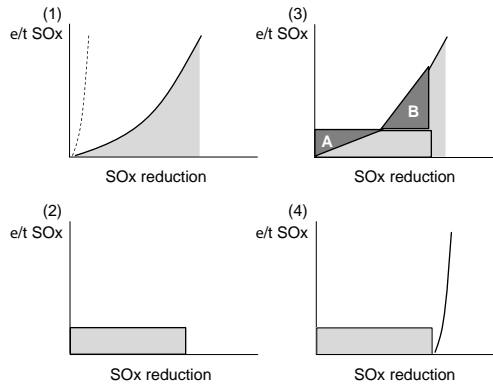 (1)
e/t SOx
SOx reduction
(3)
e/t SOx
A
B
SOx reduction
(2)
e/t SOx
SOx reduction
(4)
e/t SOx
SOx reduction